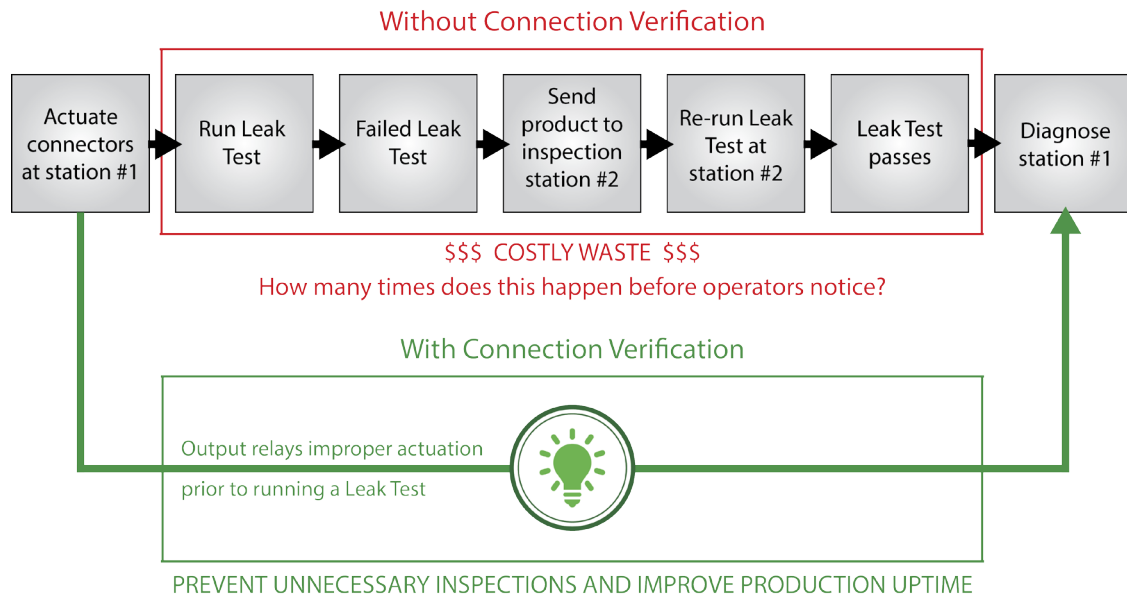 Without Connection Verification
Actuate
connectors
at station #1
Run Leak
Test
Failed Leak
Test
Send
product to
inspection
station #2
Re-run Leak
Test at
station #2
Leak Test
passes
Diagnose
station #1
$$$ COSTLY WASTE $$$
How many times does this happen before operators notice?
With Connection Verification
Output relays improper actuation
prior to running a Leak Test
PREVENT UNNECESSARY INSPECTIONS AND IMPROVE PRODUCTION UPTIME